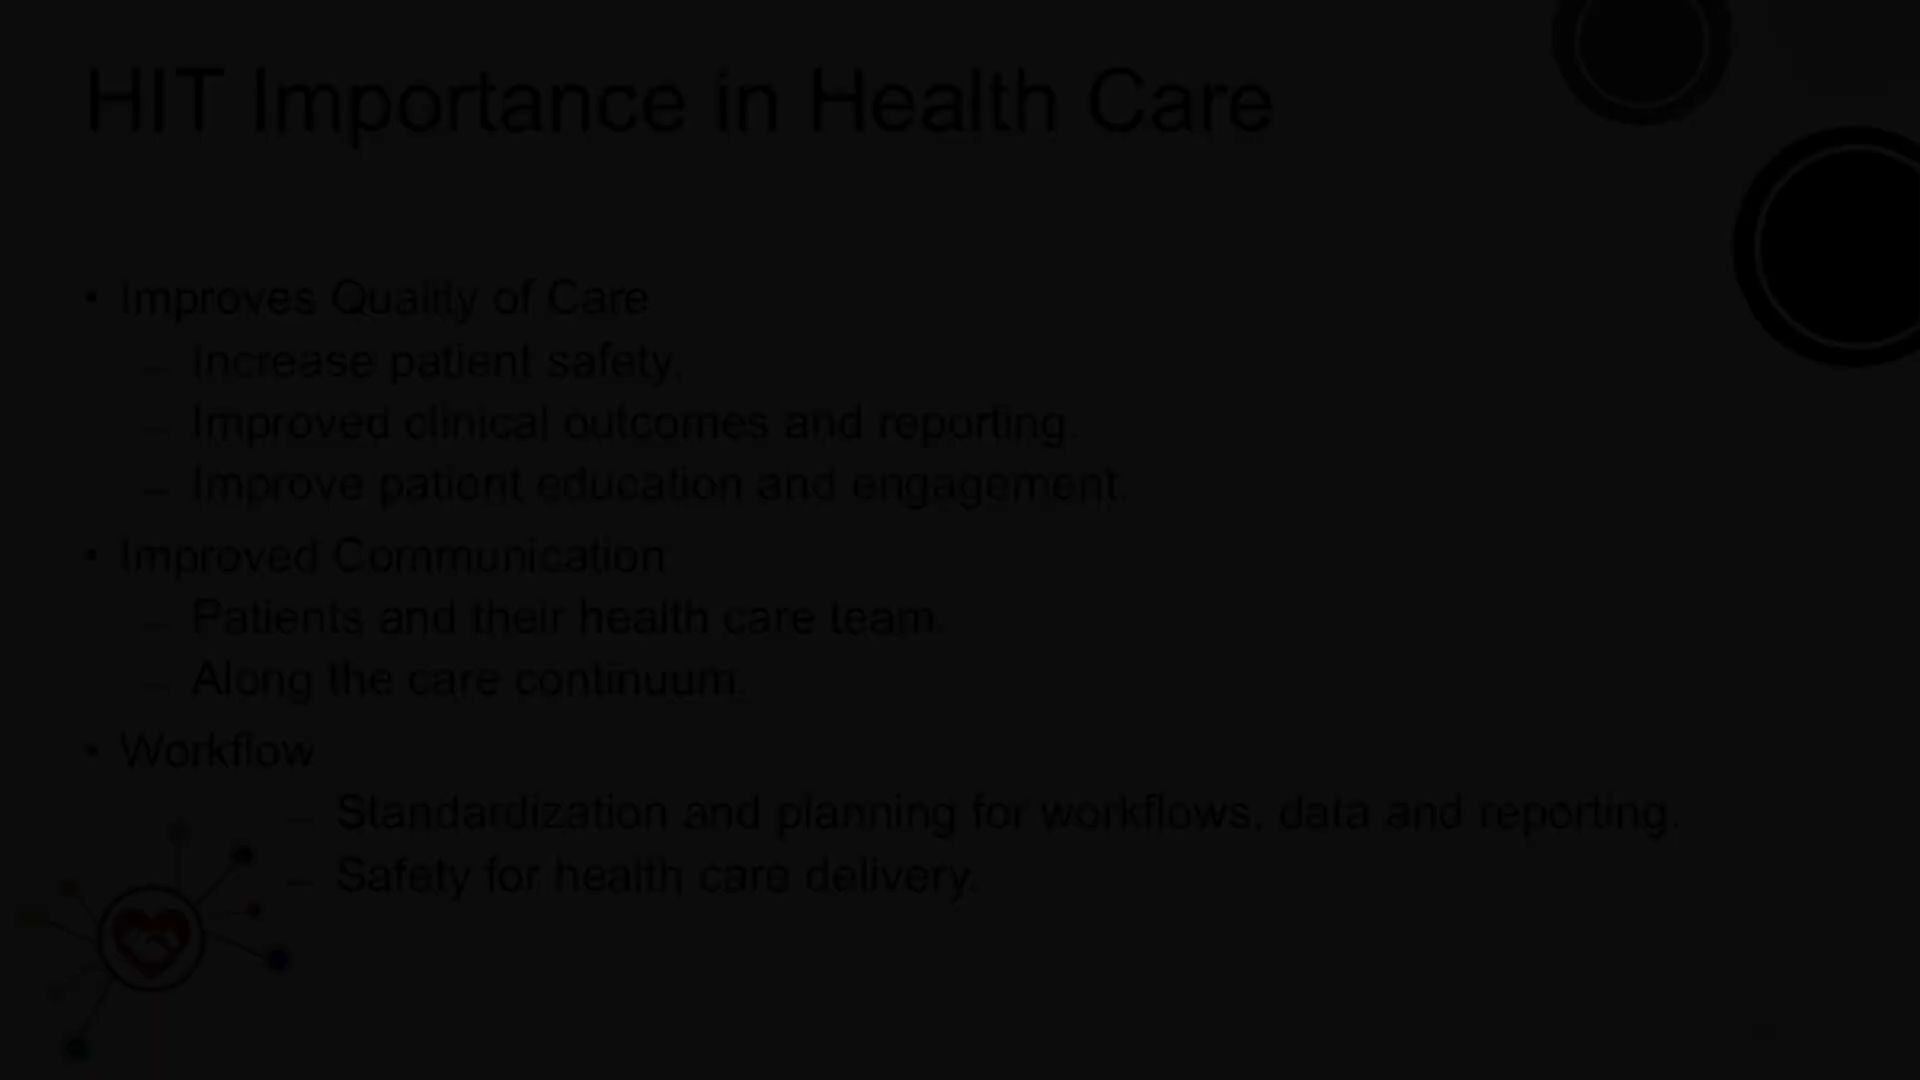 HIT Importance in Health Care
• Improves Quality of Care
– Increase patient safety.
– Improved clinical outcomes and reporting.
– Improve patient education and engagement.
• Improved Communication
– Patients and their health care team.
– Along the care continuum.
• Workflow
– Standardization and planning for workflows, data and reporting.
– Safety for health care delivery.